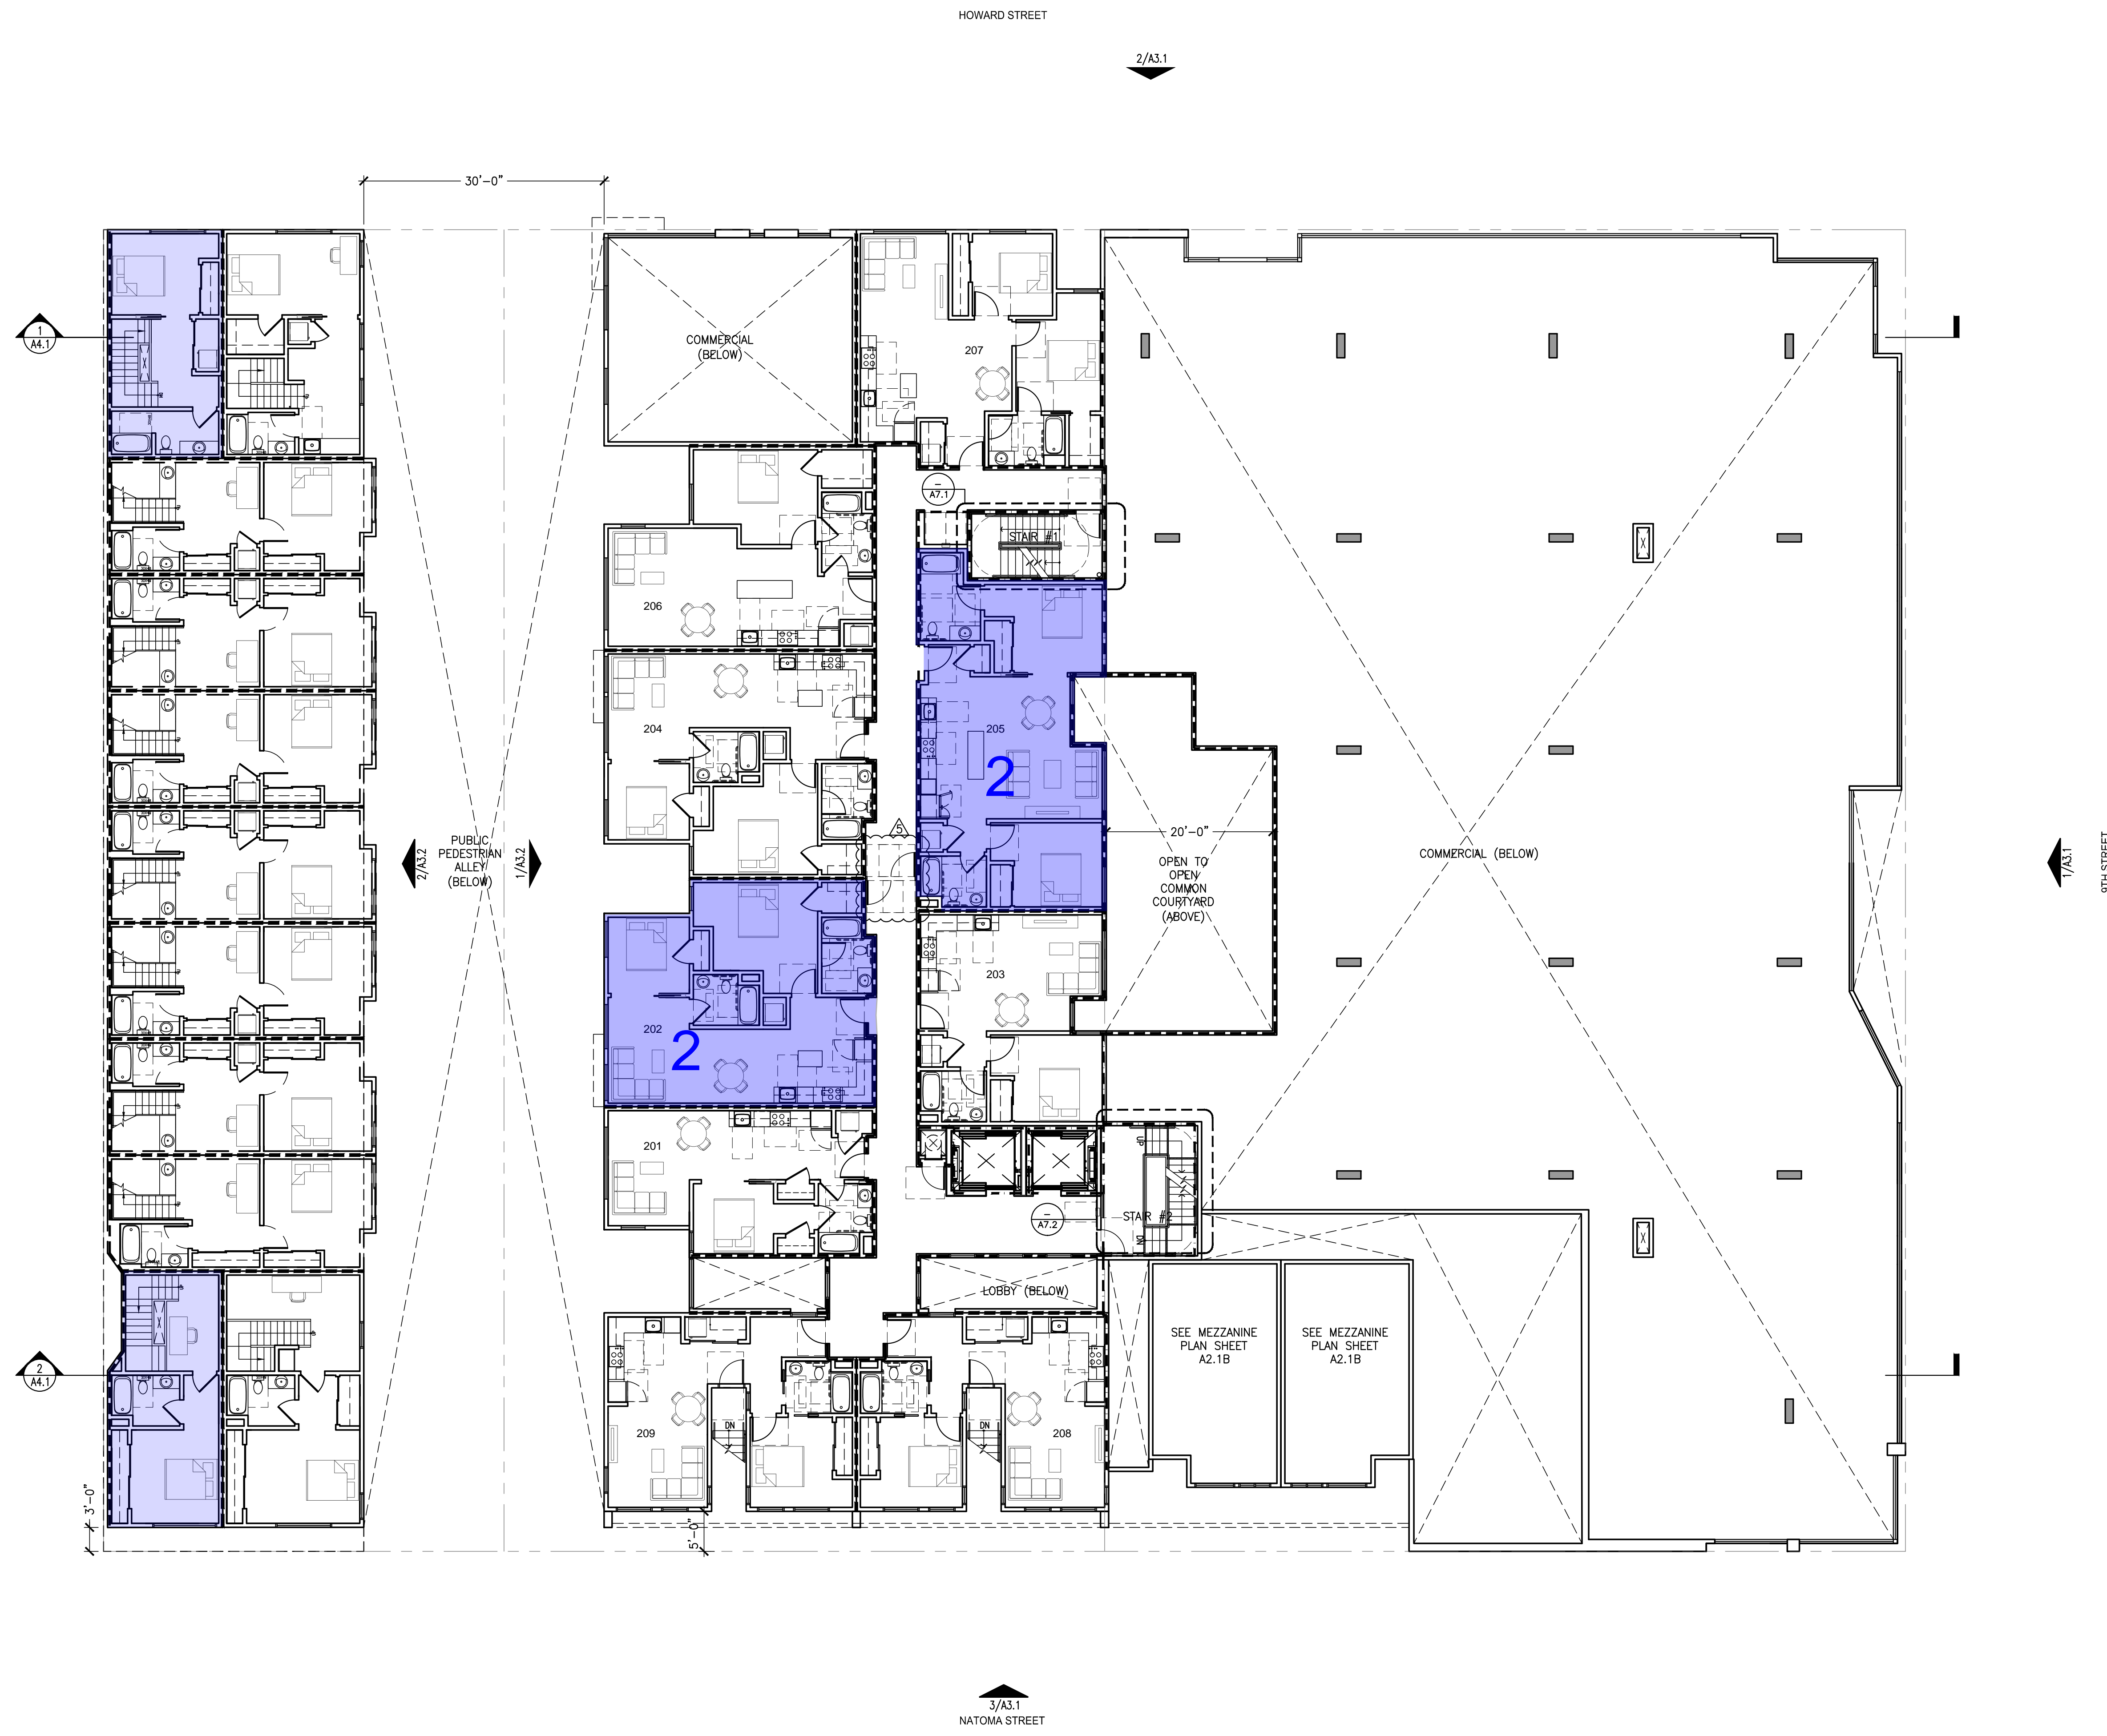 HOWARD STREET
2/A3.1
30'-0"
1
A4.1
COMMERCIAL
(BELOW)
207
–
A7.1
STAIR #1
206
204
205
2
5
2/A3.2
PUBLIC
PEDESTRIAN
ALLEY
(BELOW)
1/A3.2
20'-0"
OPEN TO
OPEN
COMMON
COURTYARD
(ABOVE)
COMMERCIAL (BELOW)
1/A3.1
9TH STREET
203
202
2
201
UP
–
A7.2
STAIR #2
DN
LOBBY (BELOW)
SEE MEZZANINE
PLAN SHEET
A2.1B
SEE MEZZANINE
PLAN SHEET
A2.1B
2
A4.1
209
DN
DN
208
3'-0"
5'-0"
3/A3.1
NATOMA STREET